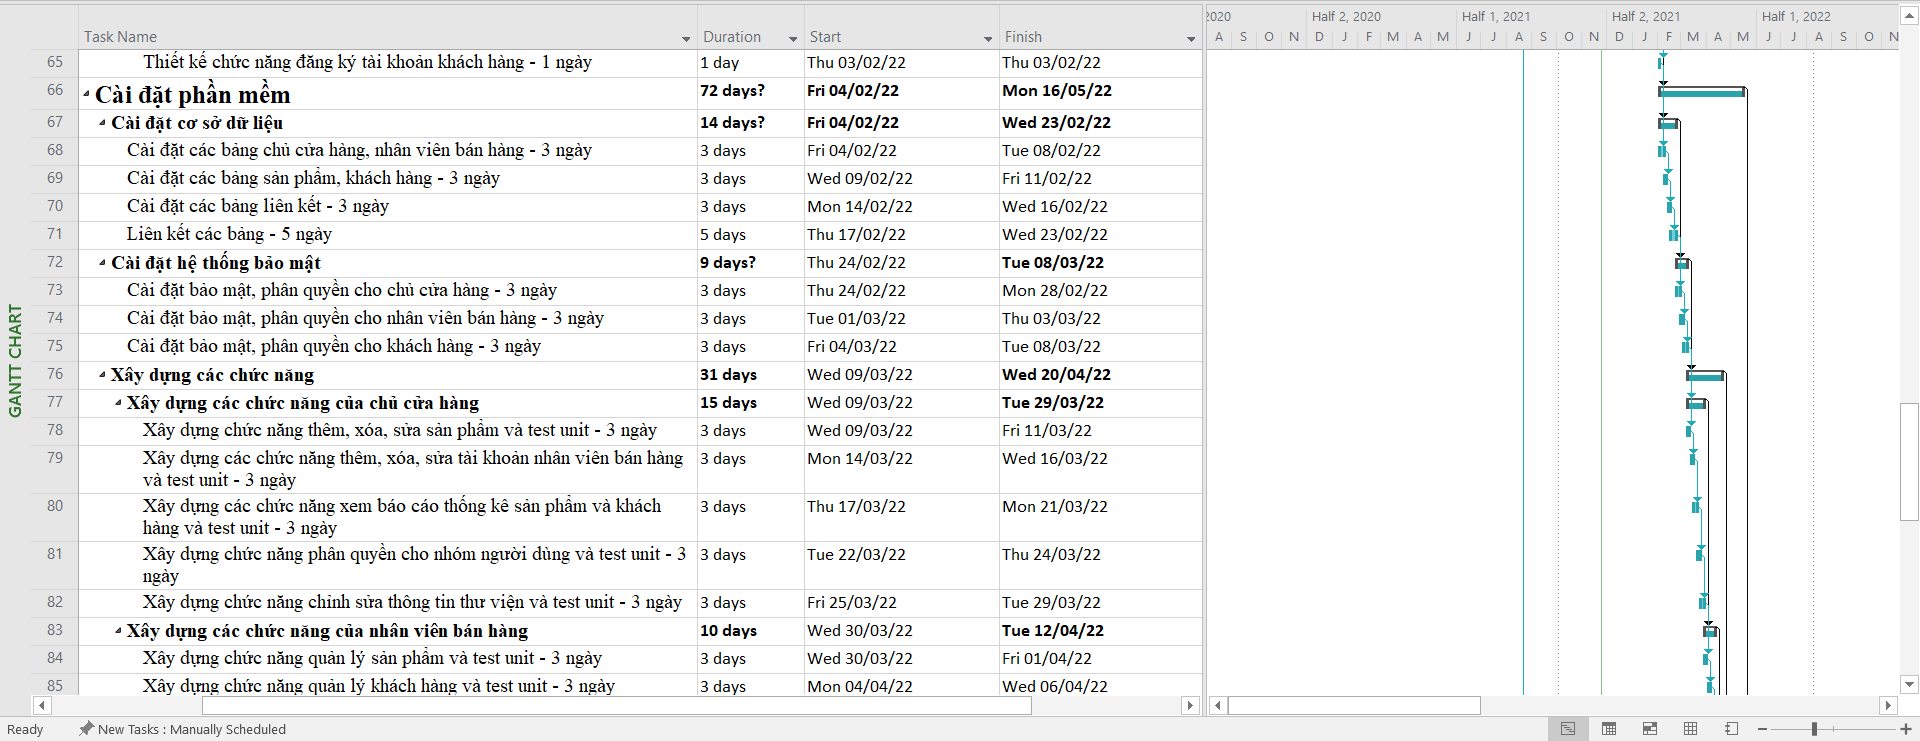 2020 Half 2, 2020 Half 1, 2021 Half 2, 2021 Half 1, 2022
Task Name Duration Start Finish A S O N D J F M A M J J A S O N D J F M A M J J A S O N
65 Thiết kế chức năng đăng ký tài khoản khách hàng - 1 ngày 1 day Thu 03/02/22 Thu 03/02/22
66 Cài đặt phần mềm 72 days? Fri 04/02/22 Mon 16/05/22
67 Cài đặt cơ sở dữ liệu 14 days? Fri 04/02/22 Wed 23/02/22
68 Cài đặt các bảng chủ cửa hàng, nhân viên bán hàng - 3 ngày 3 days Fri 04/02/22 Tue 08/02/22
69 Cài đặt các bảng sản phẩm, khách hàng - 3 ngày 3 days Wed 09/02/22 Fri 11/02/22
70 Cài đặt các bảng liên kết - 3 ngày 3 days Mon 14/02/22 Wed 16/02/22
71 Liên kết các bảng - 5 ngày 5 days Thu 17/02/22 Wed 23/02/22
72 Cài đặt hệ thống bảo mật 9 days? Thu 24/02/22 Tue 08/03/22
73 Cài đặt bảo mật, phân quyền cho chủ cửa hàng - 3 ngày 3 days Thu 24/02/22 Mon 28/02/22
74 Cài đặt bảo mật, phân quyền cho nhân viên bán hàng - 3 ngày 3 days Tue 01/03/22 Thu 03/03/22
75 Cài đặt bảo mật, phân quyền cho khách hàng - 3 ngày 3 days Fri 04/03/22 Tue 08/03/22
76 Xây dựng các chức năng 31 days Wed 09/03/22 Wed 20/04/22
77 Xây dựng các chức năng của chủ cửa hàng 15 days Wed 09/03/22 Tue 29/03/22
78 Xây dựng chức năng thêm, xóa, sửa sản phẩm và test unit - 3 ngày 3 days Wed 09/03/22 Fri 11/03/22
79 Xây dựng các chức năng thêm, xóa, sửa tài khoản nhân viên bán hàng 3 days Mon 14/03/22 Wed 16/03/22
và test unit - 3 ngày
80 Xây dựng các chức năng xem báo cáo thống kê sản phẩm và khách 3 days Thu 17/03/22 Mon 21/03/22
hàng và test unit - 3 ngày
81 Xây dựng chức năng phân quyền cho nhóm người dùng và test unit - 3 3 days Tue 22/03/22 Thu 24/03/22
ngày
82 Xây dựng chức năng chỉnh sửa thông tin thư viện và test unit - 3 ngày 3 days Fri 25/03/22 Tue 29/03/22
83 Xây dựng các chức năng của nhân viên bán hàng 10 days Wed 30/03/22 Tue 12/04/22
84 Xây dựng chức năng quản lý sản phẩm và test unit - 3 ngày 3 days Wed 30/03/22 Fri 01/04/22
85 Xây dựng chức năng quản lý khách hàng và test unit - 3 ngày 3 days Mon 04/04/22 Wed 06/04/22
GANTT CHART
Ready New Tasks : Manually Scheduled